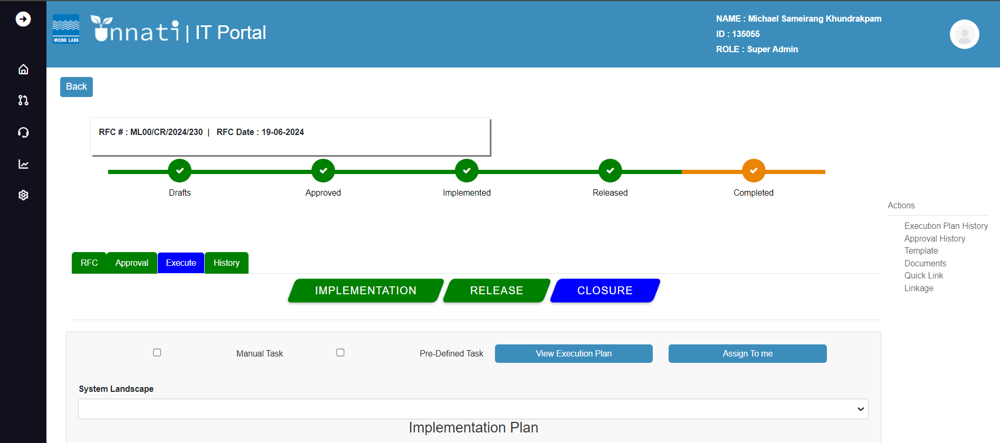 MICRO LABS
Unnati | IT Portal
NAME : Michael Sameirang Khundrakpam
ID : 135055
ROLE : Super Admin
Back
RFC # : ML00/CR/2024/230 | RFC Date : 19-06-2024
Drafts Approved Implemented Released Completed
Actions
Execution Plan History
Approval History
Template
Documents
Quick Link
Linkage
RFC Approval Execute History
IMPLEMENTATION RELEASE CLOSURE
Manual Task Pre-Defined Task View Execution Plan Assign To me
System Landscape
Implementation Plan